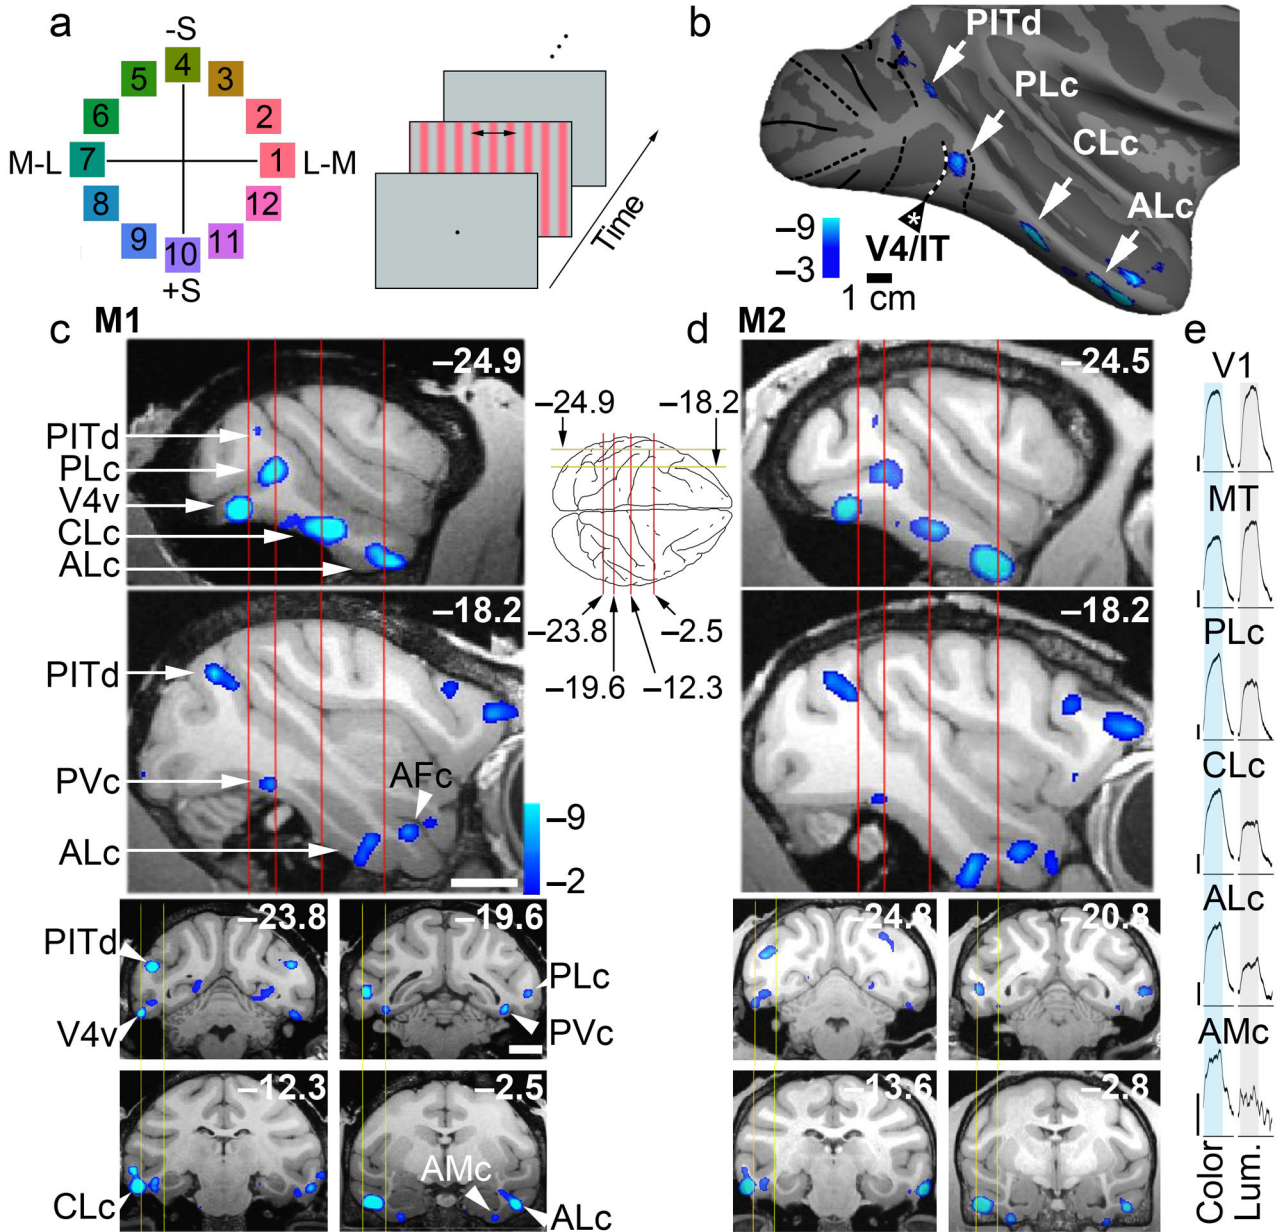 a
-S
4
5
3
6
2
M-L
7
1
L-M
8
12
9
11
10
+S
Time
b
PITd
PLc
CLc
ALc
*
V4/IT
−9
−3
1 cm
c M1
−24.9
PITd
PLc
V4v
CLc
ALc
−18.2
PITd
PVc
AFc
ALc
−9
−2
−24.9
−18.2
−23.8
−2.5
−19.6
−12.3
d M2
−24.5
−18.2
−23.8
PITd
V4v
−19.6
PLc
PVc
−12.3
CLc
−2.5
AMc
ALc
−24.8
−20.8
−13.6
−2.8
e
V1
MT
PLc
CLc
ALc
AMc
Color
Lum.